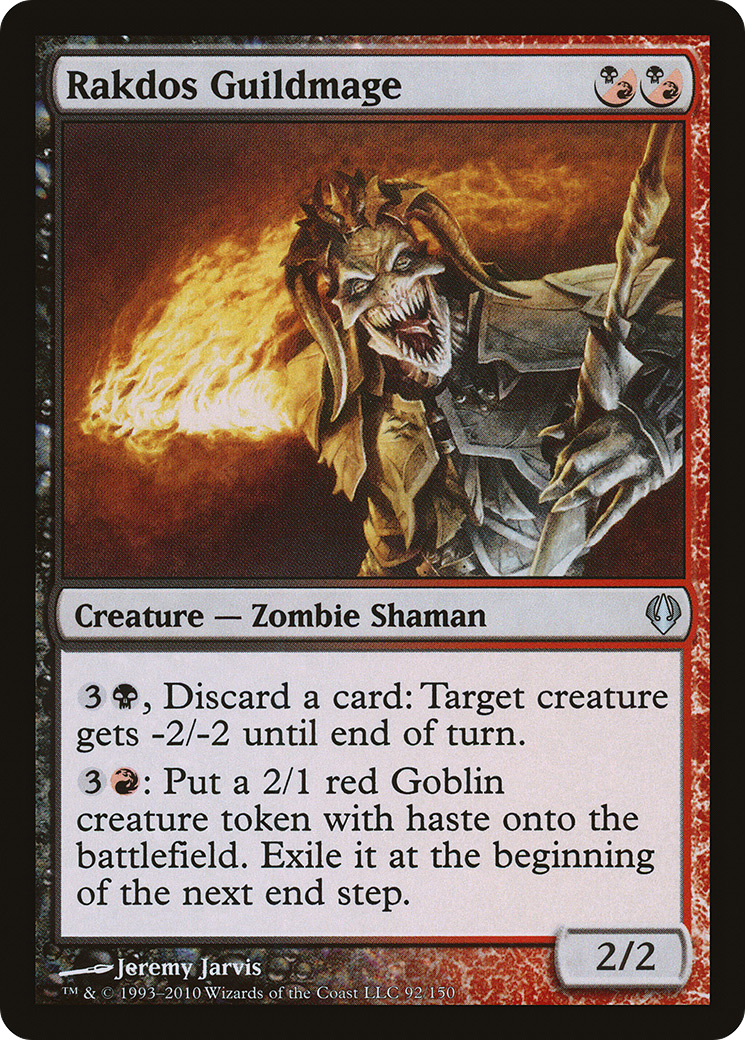 Rakdos Guildmage
Creature — Zombie Shaman
3, Discard a card: Target creature
gets -2/-2 until end of turn.
3: Put a 2/1 red Goblin
creature token with haste onto the
battlefield. Exile it at the beginning
of the next end step.
2/2
Jeremy Jarvis
™ & © 1993–2010 Wizards of the Coast LLC 92/150